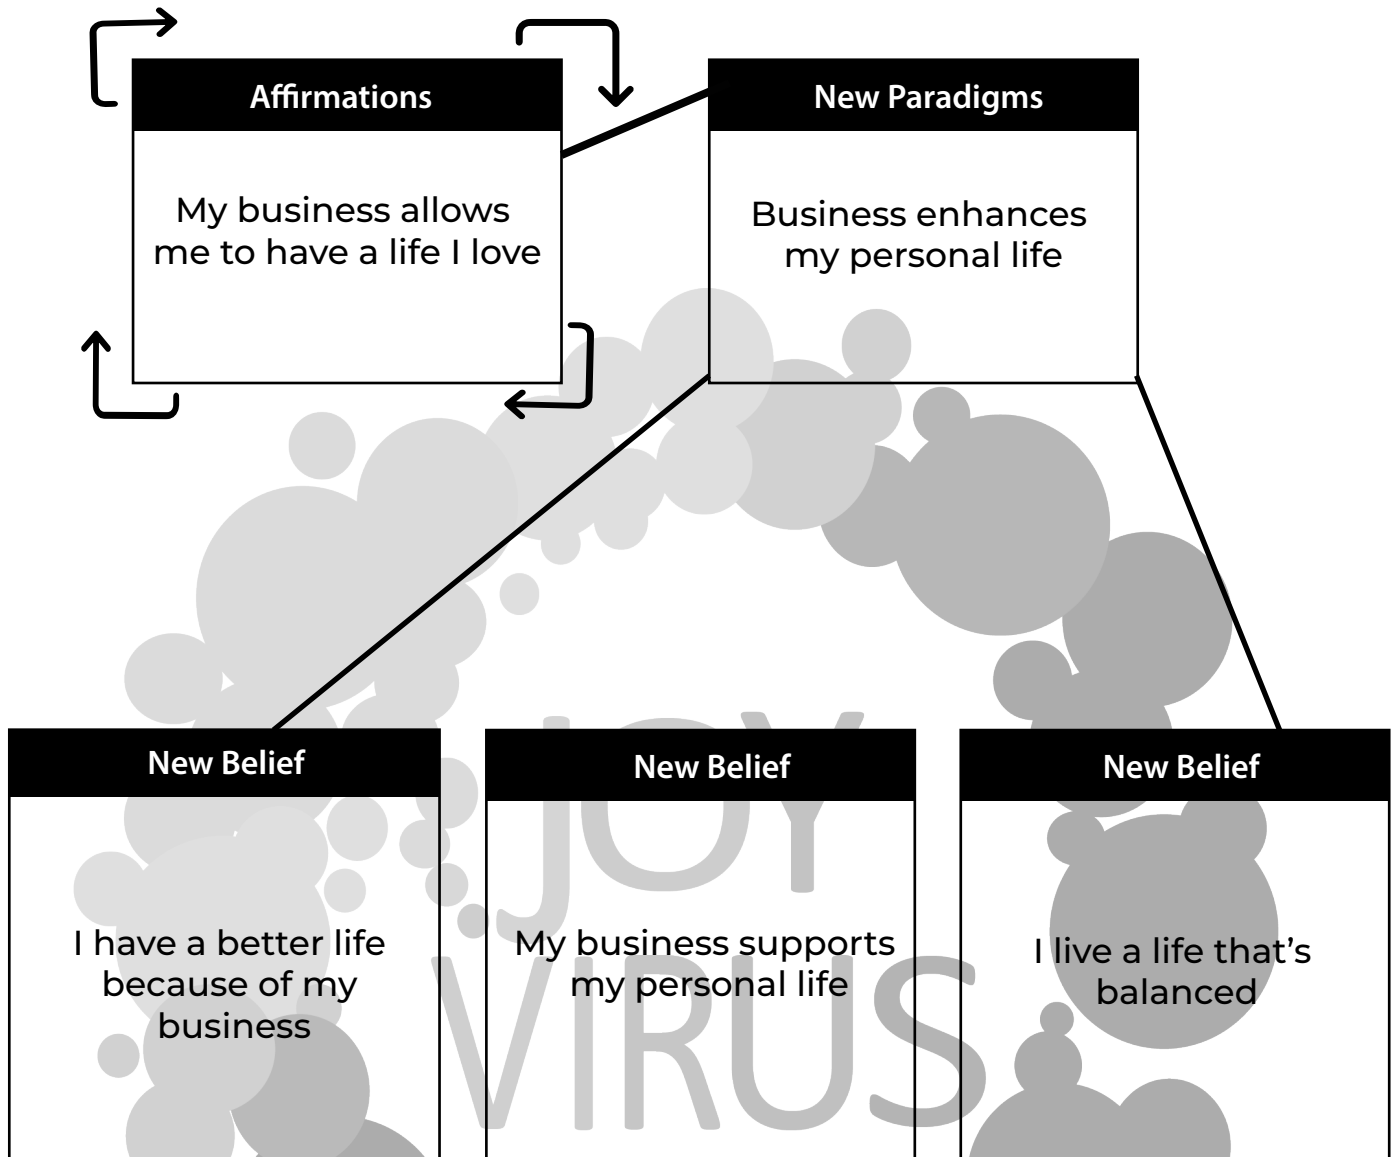 Affirmations
My business allows
me to have a life I love
New Paradigms
Business enhances
my personal life
New Belief
I have a better life
because of my
business
New Belief
My business supports
my personal life
New Belief
I live a life that's
balanced
JOY
VIRUS